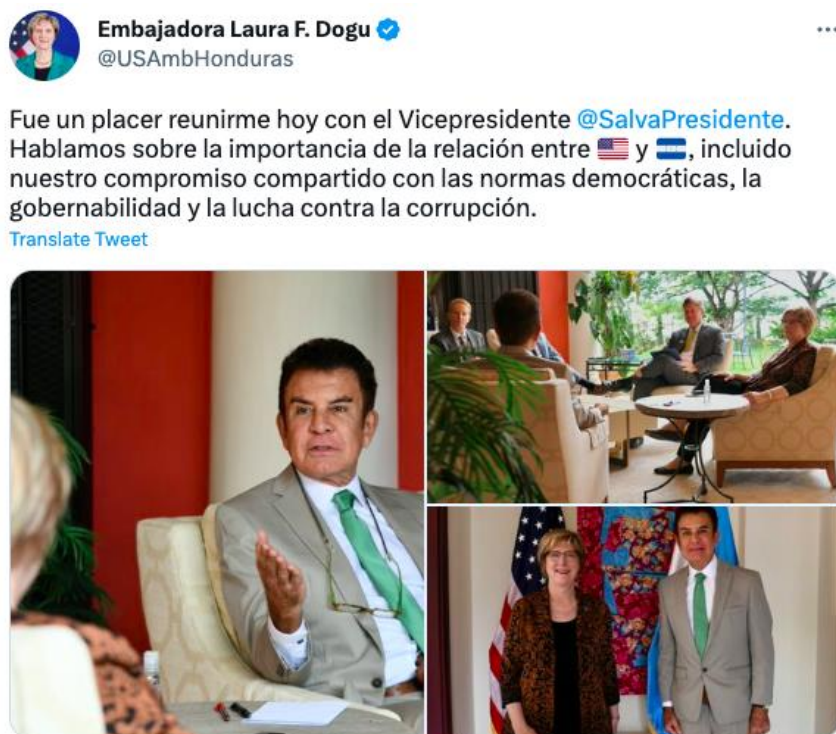 Embajadora Laura F. Dogu
@USAmbHonduras
Fue un placer reunirme hoy con el Vicepresidente @SalvaPresidente.
Hablamos sobre la importancia de la relación entre 🇺🇸 y 🇭🇳, incluido
nuestro compromiso compartido con las normas democráticas, la
gobernabilidad y la lucha contra la corrupción.
Translate Tweet